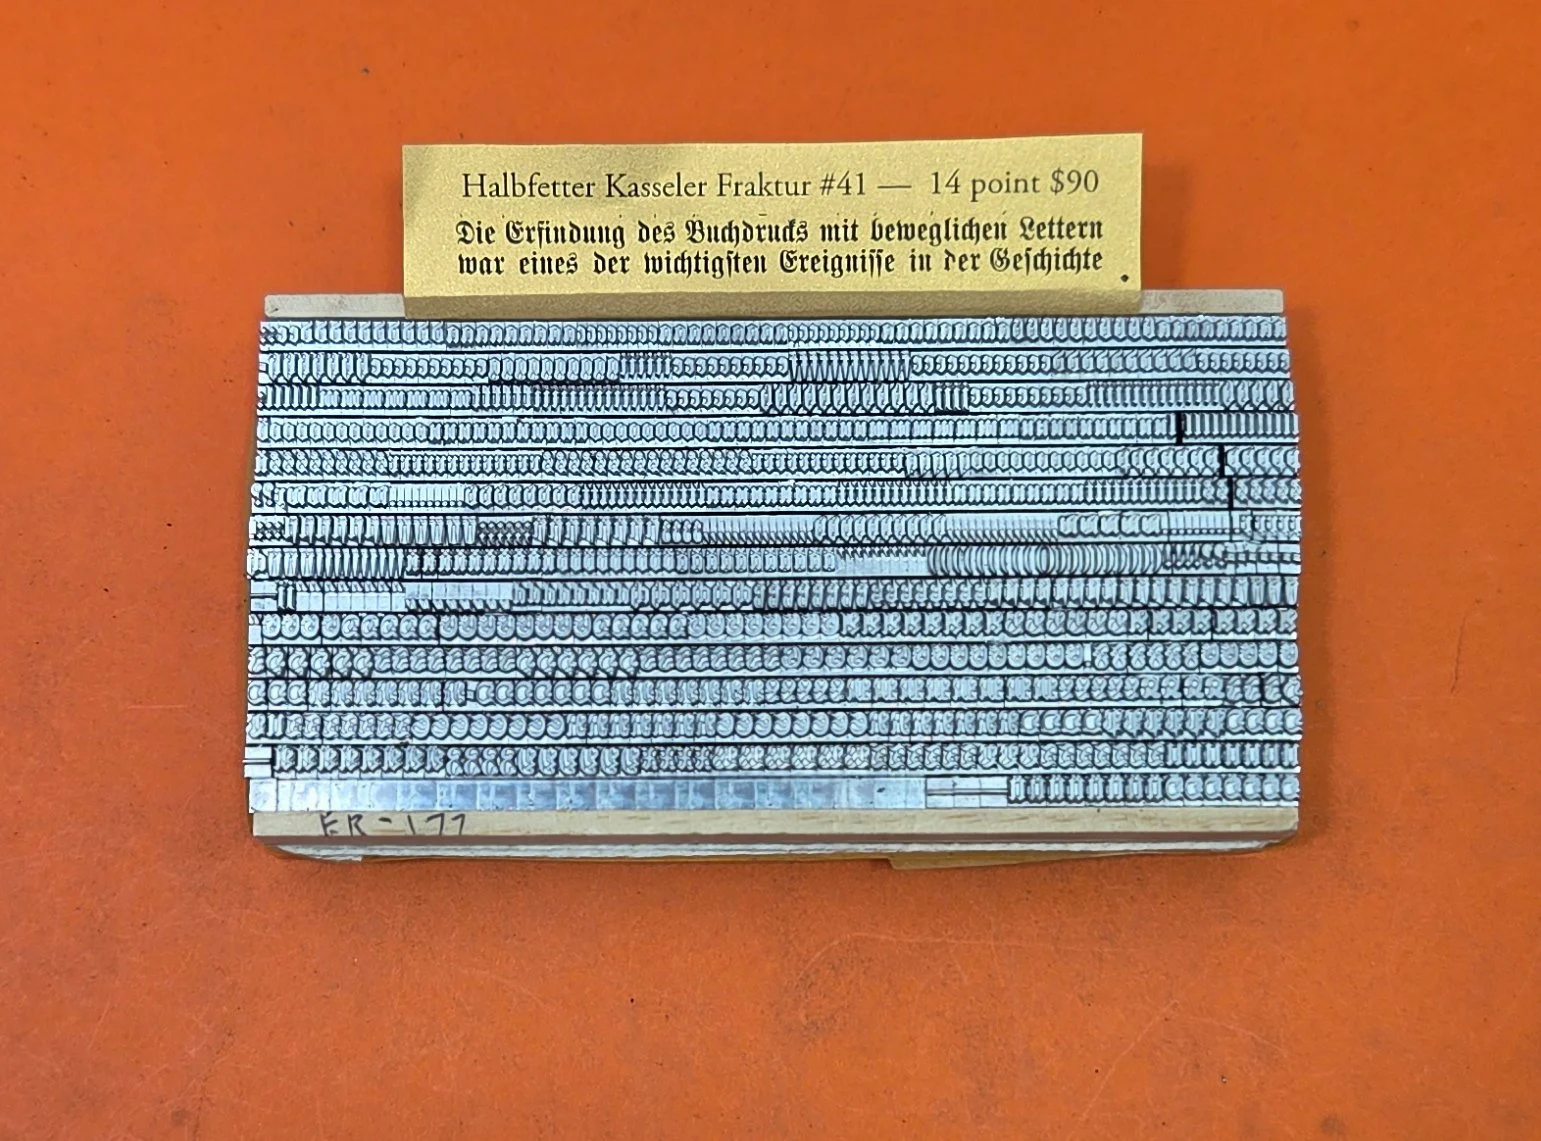 Halbfetter Kasseler Fraktur #41 — 14 point $90
Die Erfindung des Buchdrucks mit beweglichen Lettern
war eines der wichtigſten Ereigniſſe in der Geſchichte
ER-177